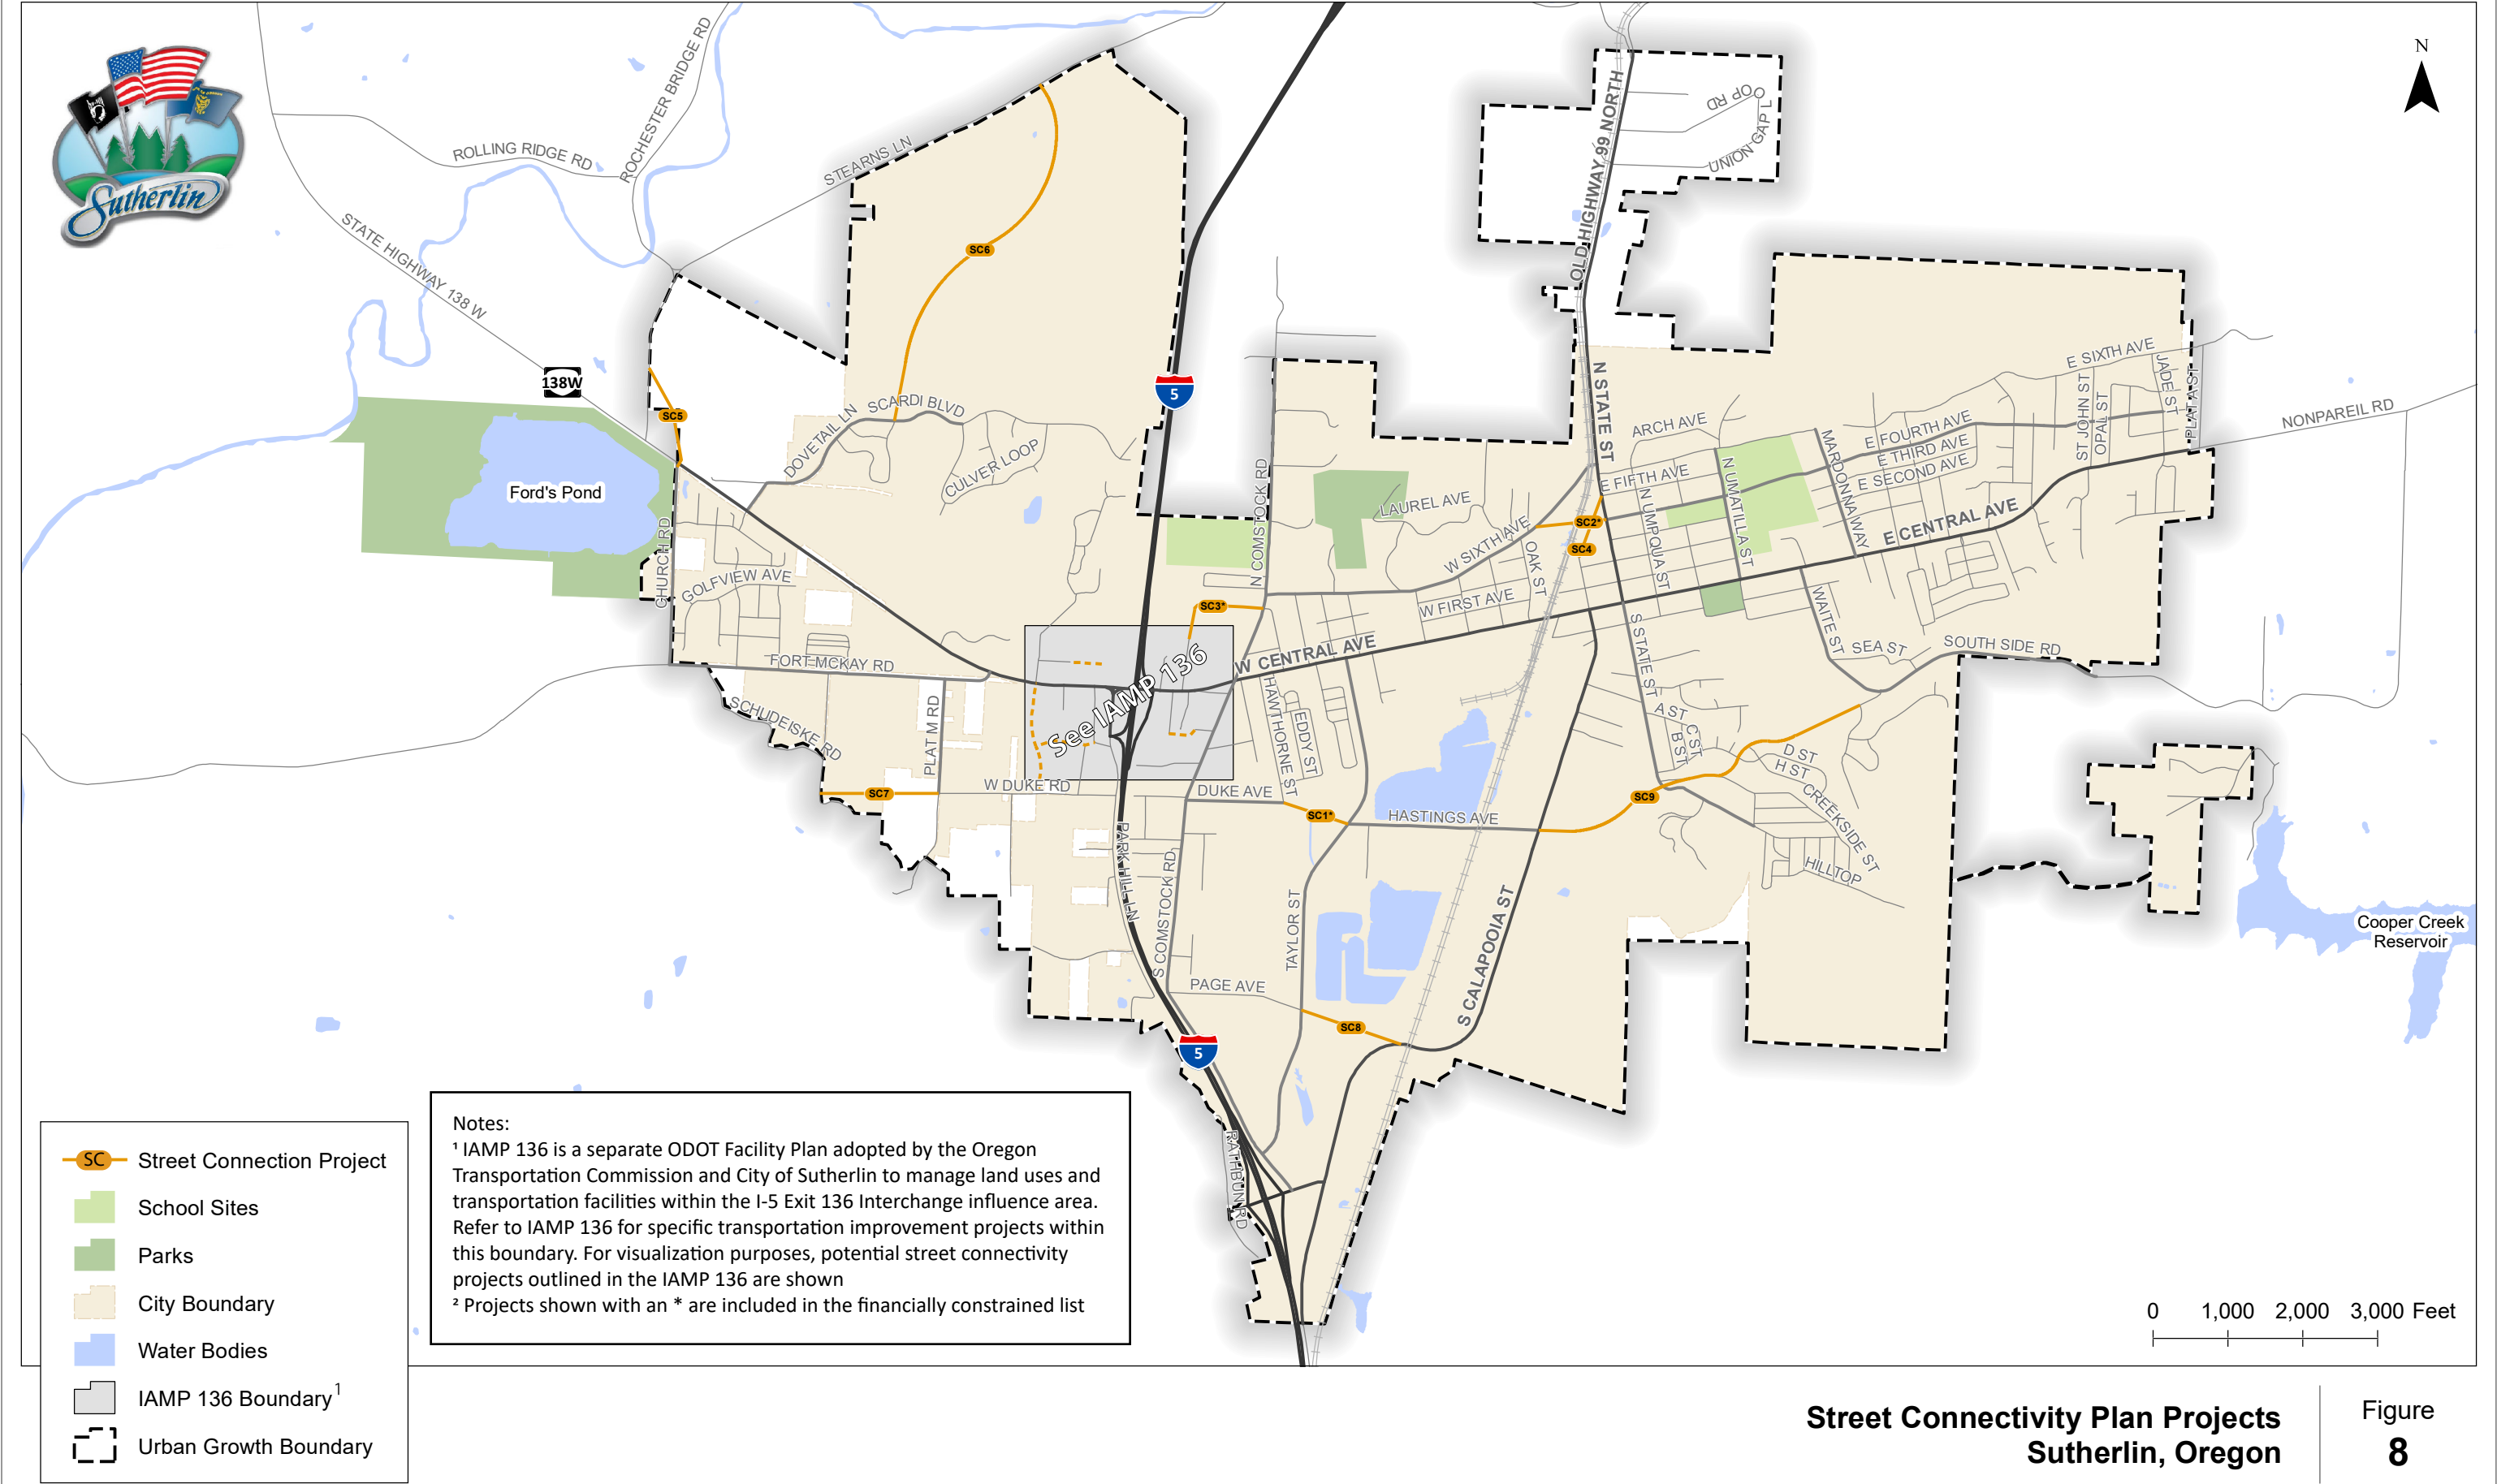 Sutherlin
N
ROCHESTER BRIDGE RD
ROLLING RIDGE RD
STEARNS LN
STATE HIGHWAY 138 W
138W
OLD HIGHWAY 99 NORTH
CO OP RD
UNION GAP L
SC6
5
SC5
Ford's Pond
DOVETAIL LN
SCARDI BLVD
CULVER LOOP
N COMSTOCK RD
LAUREL AVE
N STATE ST
ARCH AVE
E FIFTH AVE
N UMPQUA ST
N UMATILLA ST
MARDONNA WAY
E FOURTH AVE
E THIRD AVE
E SECOND AVE
E SIXTH AVE
ST JOHN ST
OPAL ST
JADE ST
PLAT A ST
NONPAREIL RD
E CENTRAL AVE
SC2*
SC4
W SIXTH AVE
OAK ST
W FIRST AVE
CHURCH RD
GOLFVIEW AVE
SC3*
W CENTRAL AVE
FORT MCKAY RD
See IAMP 136
SCHUDEISKE RD
PLAT M RD
HAWTHORNE ST
EDDY ST
S STATE ST
A ST
B ST
C ST
D ST
H ST
CREEKSIDE ST
HILLTOP
WAITE ST
SEA ST
SOUTH SIDE RD
SC7
W DUKE RD
DUKE AVE
SC1*
HASTINGS AVE
SC9
PARK HILL LN
S COMSTOCK RD
TAYLOR ST
S CALAPOOIA ST
PAGE AVE
SC8
5
RATHBUN RD
Cooper Creek
Reservoir
SC Street Connection Project
School Sites
Parks
City Boundary
Water Bodies
IAMP 136 Boundary¹
Urban Growth Boundary
Notes:
¹ IAMP 136 is a separate ODOT Facility Plan adopted by the Oregon
Transportation Commission and City of Sutherlin to manage land uses and
transportation facilities within the I-5 Exit 136 Interchange influence area.
Refer to IAMP 136 for specific transportation improvement projects within
this boundary. For visualization purposes, potential street connectivity
projects outlined in the IAMP 136 are shown
² Projects shown with an * are included in the financially constrained list
0 1,000 2,000 3,000 Feet
Street Connectivity Plan Projects
Sutherlin, Oregon
Figure
8